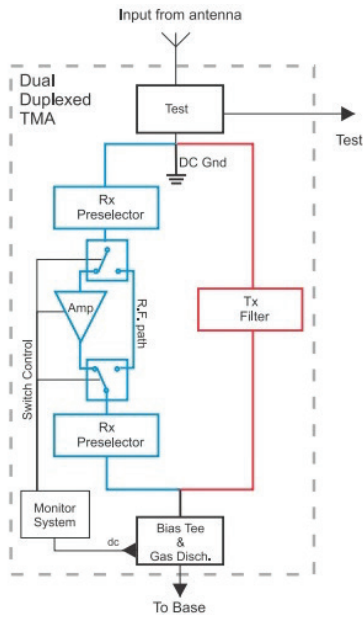 Input from antenna
Dual
Duplexed
TMA
Test
Test
DC Gnd
Rx
Preselector
Amp
R.F. path
Tx
Filter
Switch Control
Rx
Preselector
Monitor
System
dc
Bias Tee
&
Gas Disch.
To Base